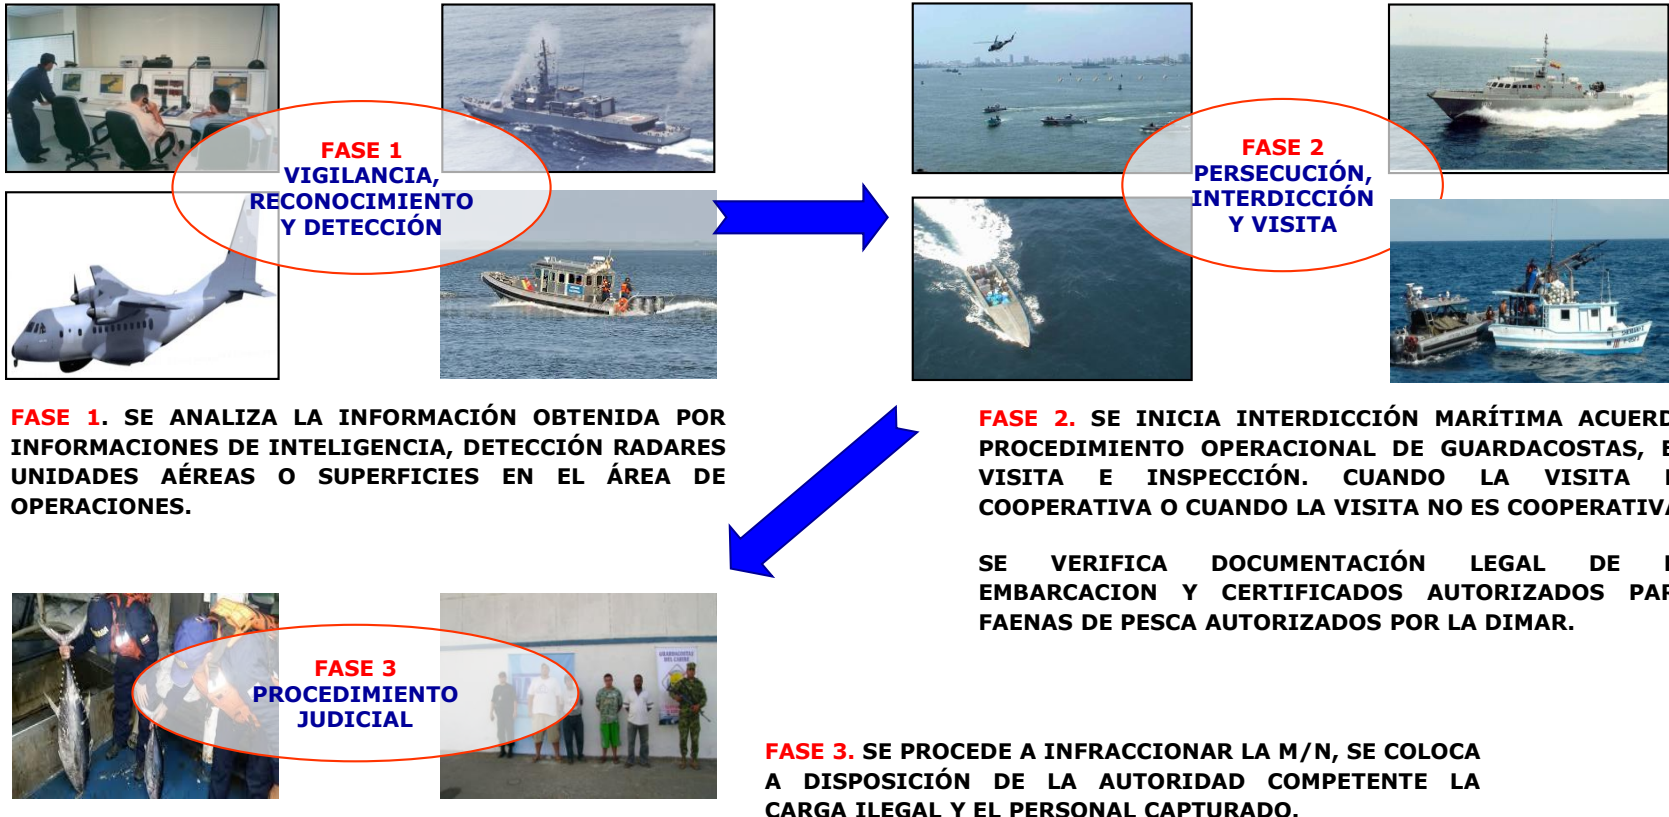 FASE 1
VIGILANCIA,
RECONOCIMIENTO
Y DETECCIÓN
FASE 2
PERSECUCIÓN,
INTERDICCIÓN
Y VISITA
FASE 1. SE ANALIZA LA INFORMACIÓN OBTENIDA POR
INFORMACIONES DE INTELIGENCIA, DETECCIÓN RADARES
UNIDADES AÉREAS O SUPERFICIES EN EL ÁREA DE
OPERACIONES.
FASE 2. SE INICIA INTERDICCIÓN MARÍTIMA ACUERD
PROCEDIMIENTO OPERACIONAL DE GUARDACOSTAS,
VISITA E INSPECCIÓN. CUANDO LA VISITA
COOPERATIVA O CUANDO LA VISITA NO ES COOPERATIVA
SE VERIFICA DOCUMENTACIÓN LEGAL DE
EMBARCACION Y CERTIFICADOS AUTORIZADOS PAR
FAENAS DE PESCA AUTORIZADOS POR LA DIMAR.
FASE 3
PROCEDIMIENTO
JUDICIAL
GUARDACOSTAS
DEL CARIBE
FASE 3. SE PROCEDE A INFRACCIONAR LA M/N, SE COLOCA
A DISPOSICIÓN DE LA AUTORIDAD COMPETENTE LA
CARGA ILEGAL Y EL PERSONAL CAPTURADO.